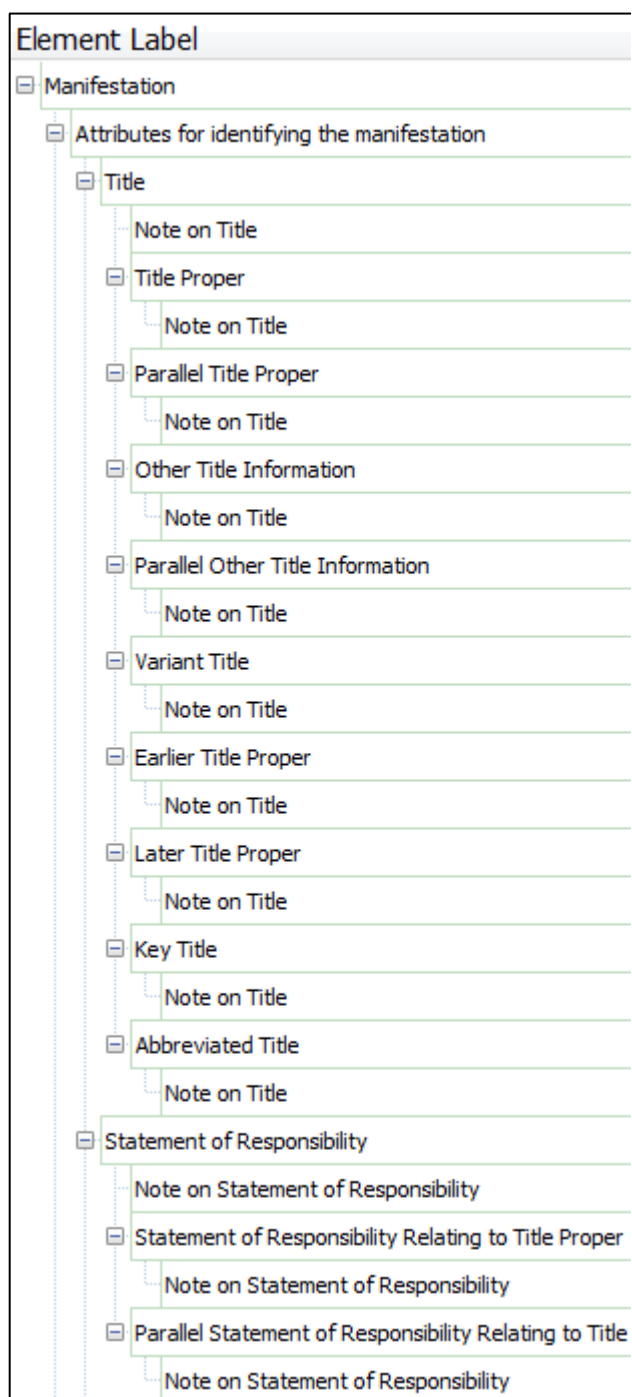 Element Label
Manifestation
Attributes for identifying the manifestation
Title
Note on Title
Title Proper
Note on Title
Parallel Title Proper
Note on Title
Other Title Information
Note on Title
Parallel Other Title Information
Note on Title
Variant Title
Note on Title
Earlier Title Proper
Note on Title
Later Title Proper
Note on Title
Key Title
Note on Title
Abbreviated Title
Note on Title
Statement of Responsibility
Note on Statement of Responsibility
Statement of Responsibility Relating to Title Proper
Note on Statement of Responsibility
Parallel Statement of Responsibility Relating to Title
Note on Statement of Responsibility